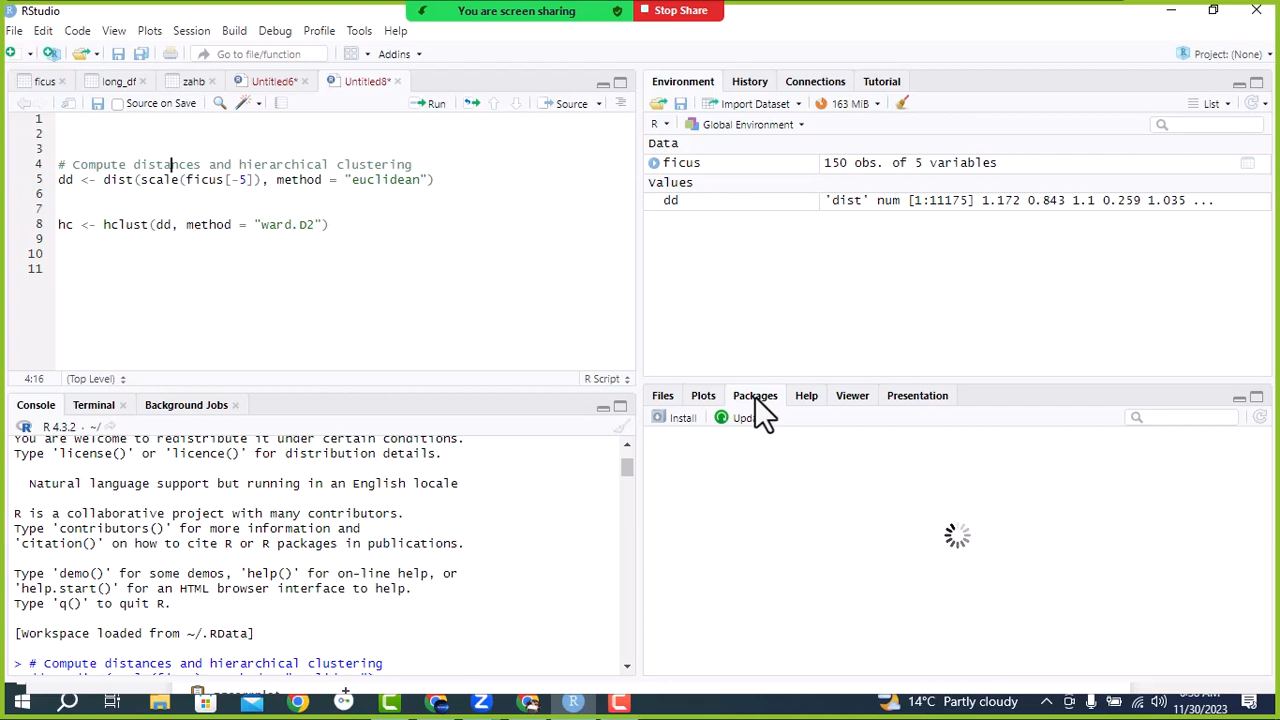 RStudio
You are screen sharing
Stop Share
File Edit Code View Plots Session Build Debug Profile Tools Help
Go to file/function
Addins
Project: (None)
ficus
long_df
zahb
Untitled6*
Untitled8*
Source on Save
Run
Source
1
2
3
4 # Compute distances and hierarchical clustering
5 dd <- dist(scale(ficus[-5]), method = "euclidean")
6
7
8 hc <- hclust(dd, method = "ward.D2")
9
10
11
4:16 (Top Level) R Script
Environment History Connections Tutorial
Import Dataset 163 MiB List
R Global Environment
Data
ficus 150 obs. of 5 variables
Values
dd 'dist' num [1:11175] 1.172 0.843 1.1 0.259 1.035 ...
Console Terminal Background Jobs
R 4.3.2 · ~/
You are welcome to redistribute it under certain conditions.
Type 'license()' or 'licence()' for distribution details.
Natural language support but running in an English locale
R is a collaborative project with many contributors.
Type 'contributors()' for more information and
'citation()' on how to cite R or R packages in publications.
Type 'demo()' for some demos, 'help()' for on-line help, or
'help.start()' for an HTML browser interface to help.
Type 'q()' to quit R.
[workspace loaded from ~/.RData]
> # Compute distances and hierarchical clustering
Files Plots Packages Help Viewer Presentation
Install
14°C Partly cloudy
11/30/2023